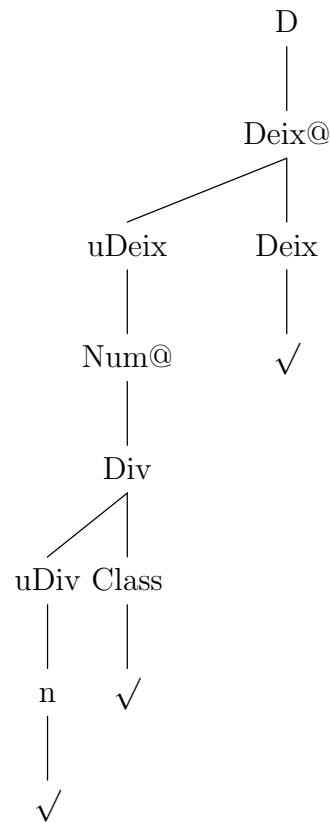 D
Deix@
uDeix Deix
Num@ √
Div
uDiv Class
n √
√